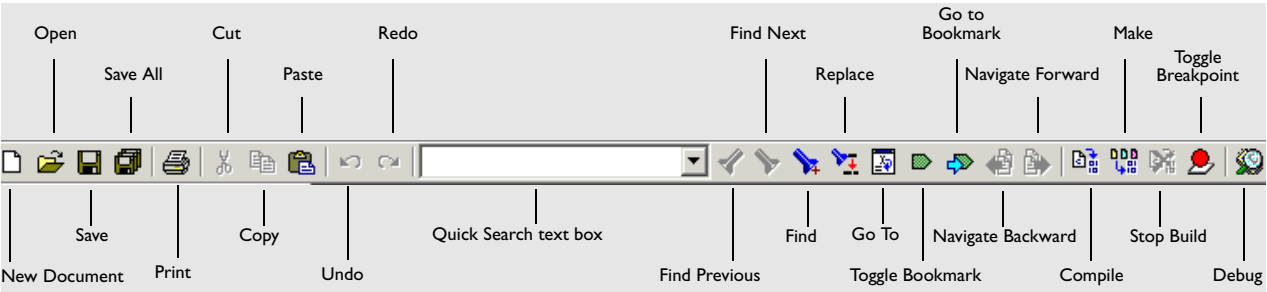 Open
Cut
Redo
Find Next
Go to
Bookmark
Make
Save All
Paste
Replace
Navigate Forward
Toggle
Breakpoint
Save
Copy
Quick Search text box
Find
Go To
Navigate Backward
Stop Build
New Document
Print
Undo
Find Previous
Toggle Bookmark
Compile
Debug